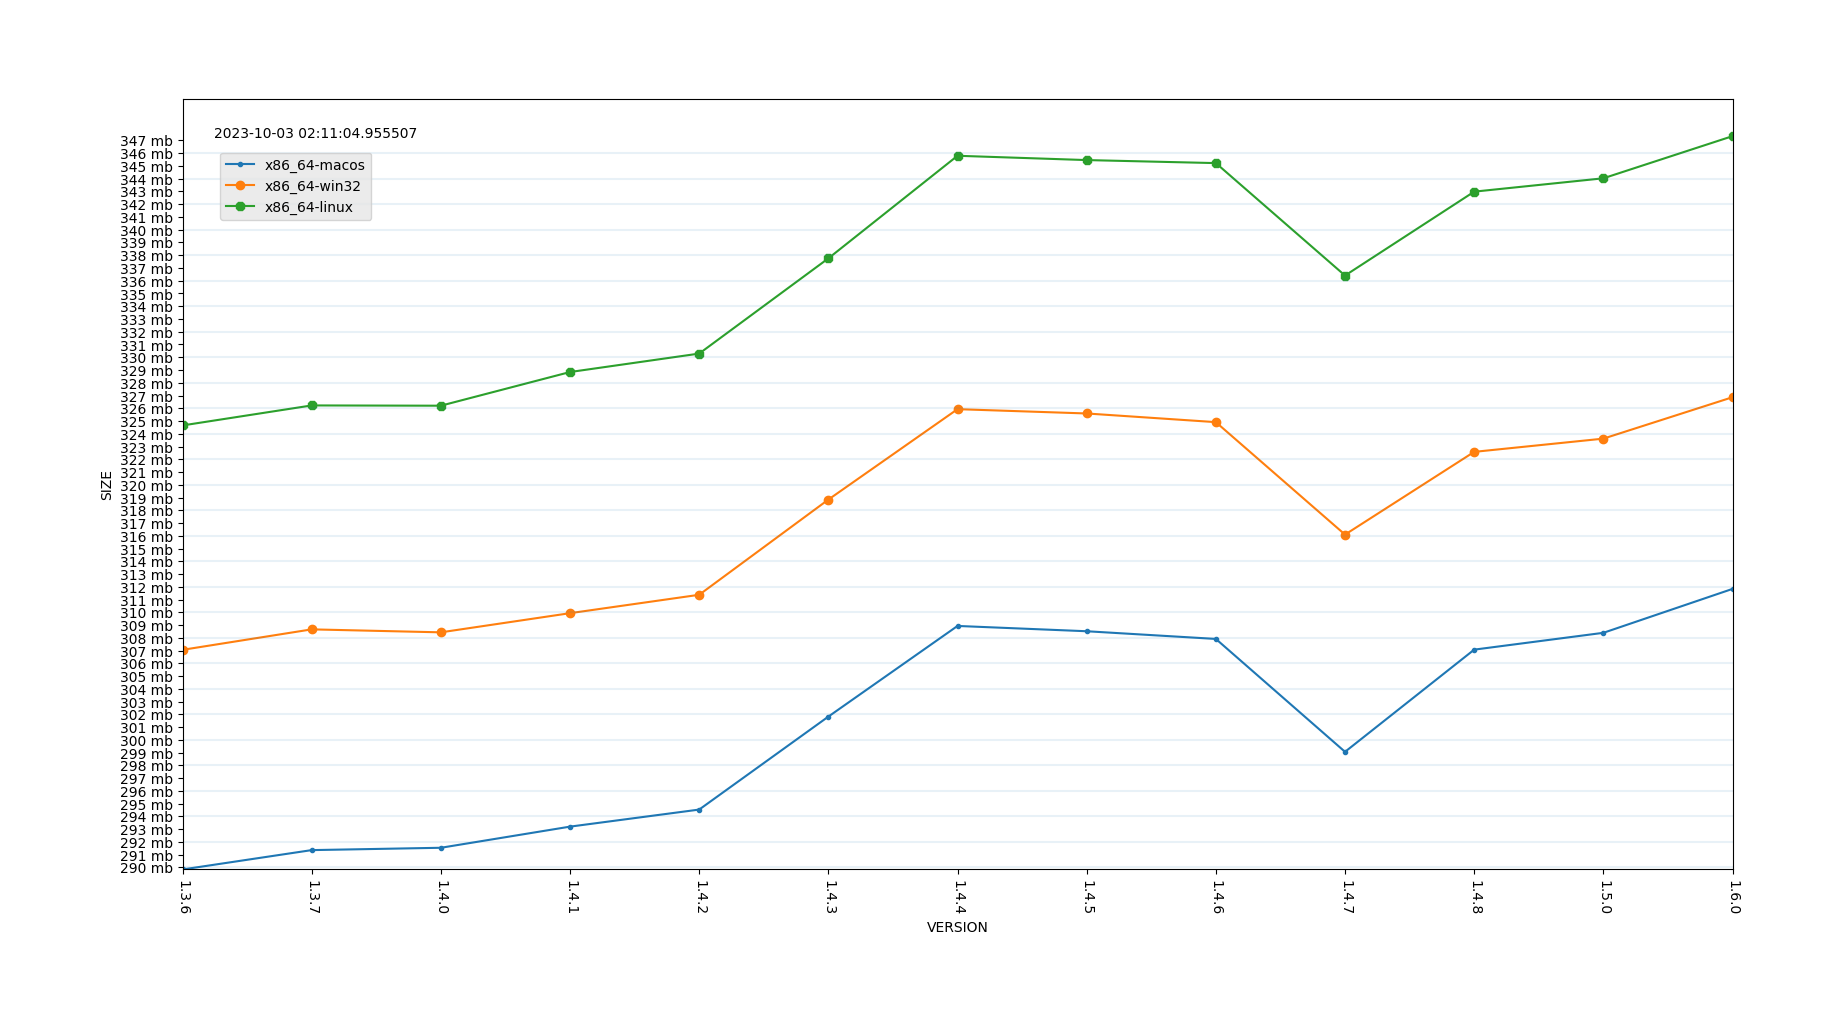 2023-10-03 02:11:04.955507
x86_64-macos
x86_64-win32
x86_64-linux
347 mb
346 mb
345 mb
344 mb
343 mb
342 mb
341 mb
340 mb
339 mb
338 mb
337 mb
336 mb
335 mb
334 mb
333 mb
332 mb
331 mb
330 mb
329 mb
328 mb
327 mb
326 mb
325 mb
324 mb
323 mb
322 mb
321 mb
320 mb
319 mb
318 mb
317 mb
316 mb
315 mb
314 mb
313 mb
312 mb
311 mb
310 mb
309 mb
308 mb
307 mb
306 mb
305 mb
304 mb
303 mb
302 mb
301 mb
300 mb
299 mb
298 mb
297 mb
296 mb
295 mb
294 mb
293 mb
292 mb
291 mb
290 mb
SIZE
1.3.6
1.3.7
1.4.0
1.4.1
1.4.2
1.4.3
1.4.4
1.4.5
1.4.6
1.4.7
1.4.8
1.5.0
1.6.0
VERSION